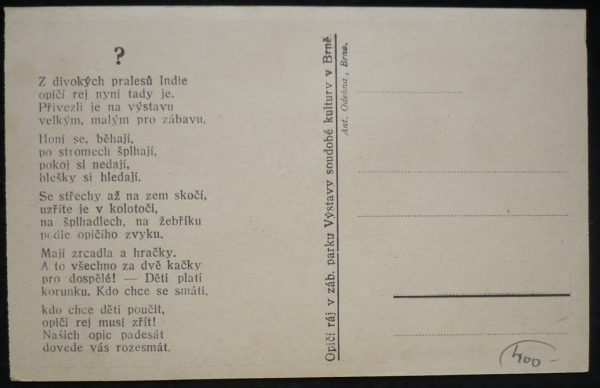 ?
Z divokých pralesů Indie
opičí rej nyní tady je.
Přivezli je na výstavu
velkým, malým pro zábavu.
Honí se, běhají,
po stromech šplhají,
pokoj si nedají,
blešky si hledají.
Se střechy až na zem skočí,
uzříte je v kolotoči,
na šplhadlech, na žebříku
podle opičího zvyku.
Mají zrcadla a hračky.
A to všechno za dvě kačky
pro dospělé! — Děti platí
korunku. Kdo chce se smáti,
kdo chce děti poučit,
opičí rej musí zřít!
Našich opic padesát
dovede vás rozesmát.
Opičí ráj v záb. parku Výstavy soudobé kultury v Brně
Ant. Odehna, Brno.
400 –